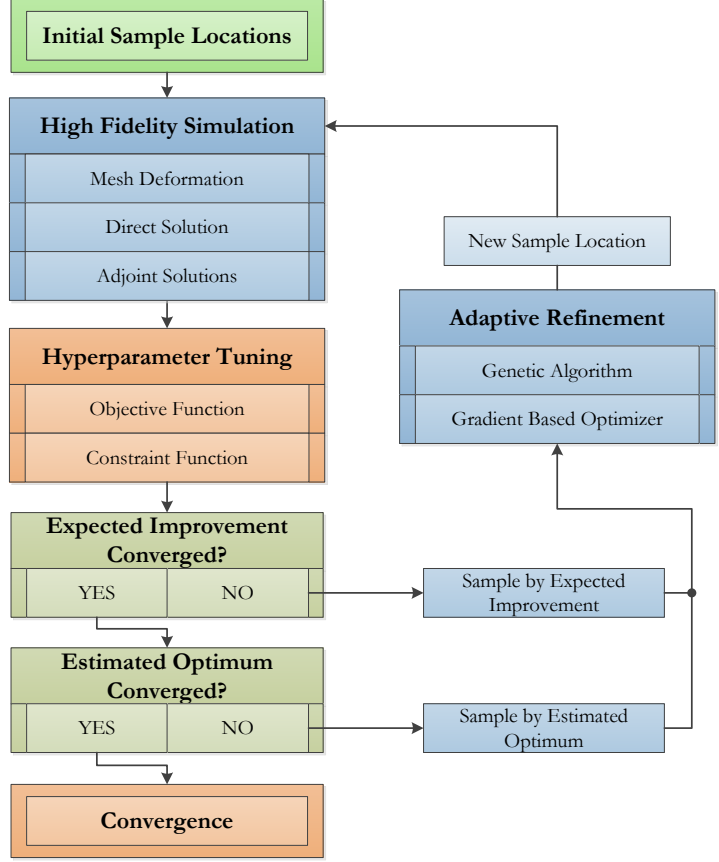 Initial Sample Locations
High Fidelity Simulation
Mesh Deformation
Direct Solution
Adjoint Solutions
New Sample Location
Adaptive Refinement
Genetic Algorithm
Gradient Based Optimizer
Hyperparameter Tuning
Objective Function
Constraint Function
Expected Improvement
Converged?
YES
NO
Sample by Expected
Improvement
Estimated Optimum
Converged?
YES
NO
Sample by Estimated
Optimum
Convergence